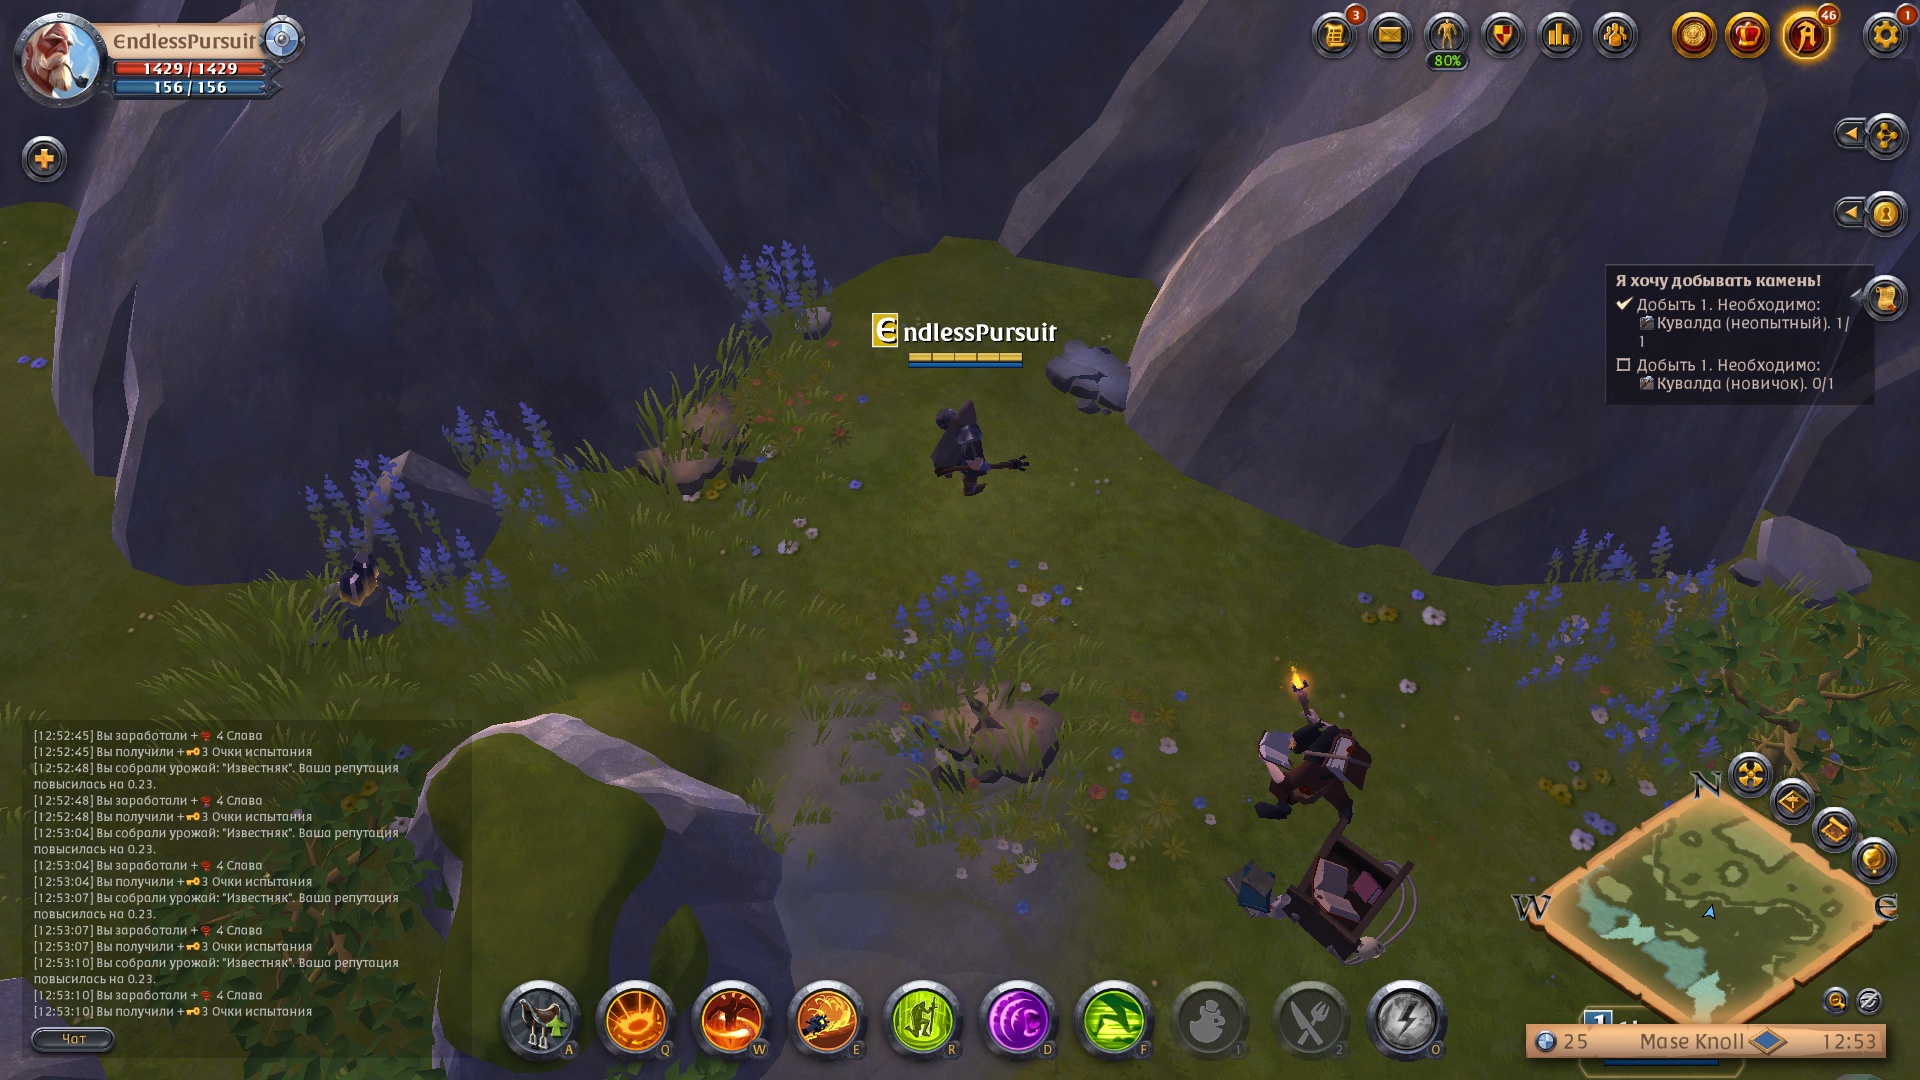 EndlessPursuit
1429 / 1429
156 / 156
3
80%
46
1
EndlessPursuit
Я хочу добывать камень!
Добыть 1. Необходимо:
Кувалда (неопытный). 1/
1
Добыть 1. Необходимо:
Кувалда (новичок). 0/1
[12:52:45] Вы заработали + 4 Слава
[12:52:45] Вы получили + 3 Очки испытания
[12:52:48] Вы собрали урожай: "Известняк". Ваша репутация
повысилась на 0.23.
[12:52:48] Вы заработали + 4 Слава
[12:52:48] Вы получили + 3 Очки испытания
[12:53:04] Вы собрали урожай: "Известняк". Ваша репутация
повысилась на 0.23.
[12:53:04] Вы заработали + 4 Слава
[12:53:04] Вы получили + 3 Очки испытания
[12:53:07] Вы собрали урожай: "Известняк". Ваша репутация
повысилась на 0.23.
[12:53:07] Вы заработали + 4 Слава
[12:53:07] Вы получили + 3 Очки испытания
[12:53:10] Вы собрали урожай: "Известняк". Ваша репутация
повысилась на 0.23.
[12:53:10] Вы заработали + 4 Слава
[12:53:10] Вы получили + 3 Очки испытания
Чат
A Q W E R D F 1 2 O
N
W E
25 Mase Knoll 12:53